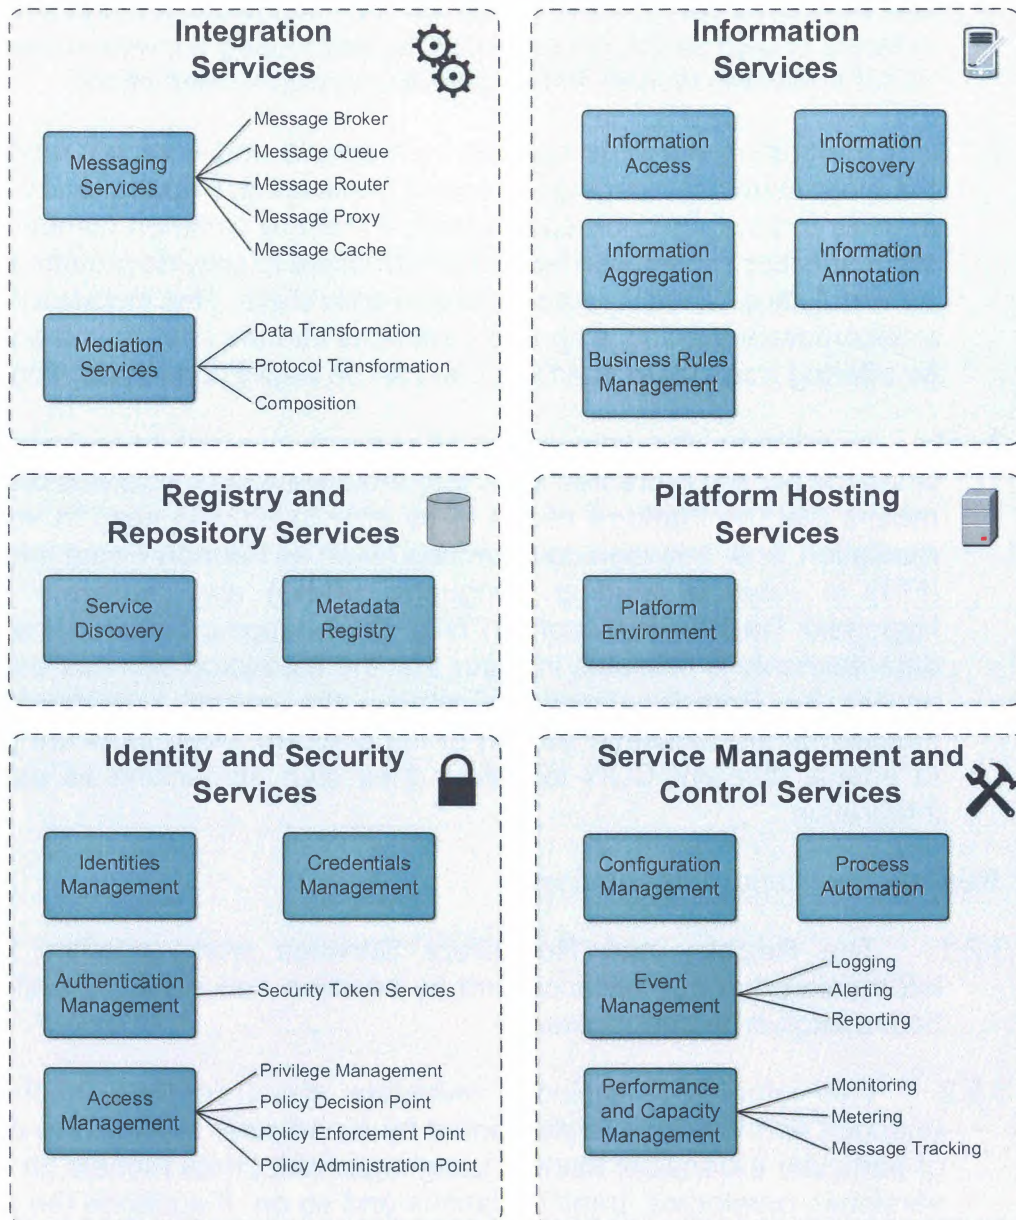 Integration
Services
Messaging
Services
Message Broker
Message Queue
Message Router
Message Proxy
Message Cache
Mediation
Services
Data Transformation
Protocol Transformation
Composition
Information
Services
Information
Access
Information
Discovery
Information
Aggregation
Information
Annotation
Business Rules
Management
Registry and
Repository Services
Service
Discovery
Metadata
Registry
Platform Hosting
Services
Platform
Environment
Identity and Security
Services
Identities
Management
Credentials
Management
Authentication
Management
Security Token Services
Access
Management
Privilege Management
Policy Decision Point
Policy Enforcement Point
Policy Administration Point
Service Management and
Control Services
Configuration
Management
Process
Automation
Event
Management
Logging
Alerting
Reporting
Performance
and Capacity
Management
Monitoring
Metering
Message Tracking